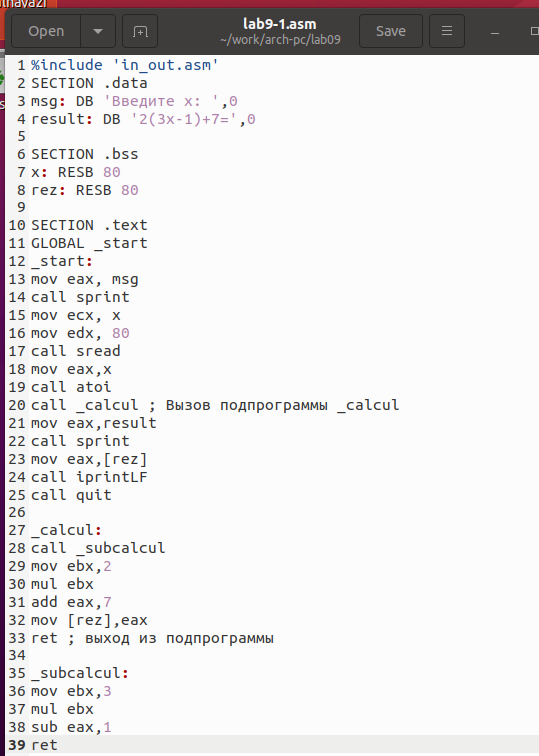 Open
lab9-1.asm
~/work/arch-pc/lab09
Save
1 %include 'in_out.asm'
2 SECTION .data
3 msg: DB 'Введите x: ',0
4 result: DB '2(3x-1)+7=',0
5
6 SECTION .bss
7 x: RESB 80
8 rez: RESB 80
9
10 SECTION .text
11 GLOBAL _start
12 _start:
13 mov eax, msg
14 call sprint
15 mov ecx, x
16 mov edx, 80
17 call sread
18 mov eax,x
19 call atoi
20 call _calcul ; Вызов подпрограммы _calcul
21 mov eax,result
22 call sprint
23 mov eax,[rez]
24 call iprintLF
25 call quit
26
27 _calcul:
28 call _subcalcul
29 mov ebx,2
30 mul ebx
31 add eax,7
32 mov [rez],eax
33 ret ; выход из подпрограммы
34
35 _subcalcul:
36 mov ebx,3
37 mul ebx
38 sub eax,1
39 ret